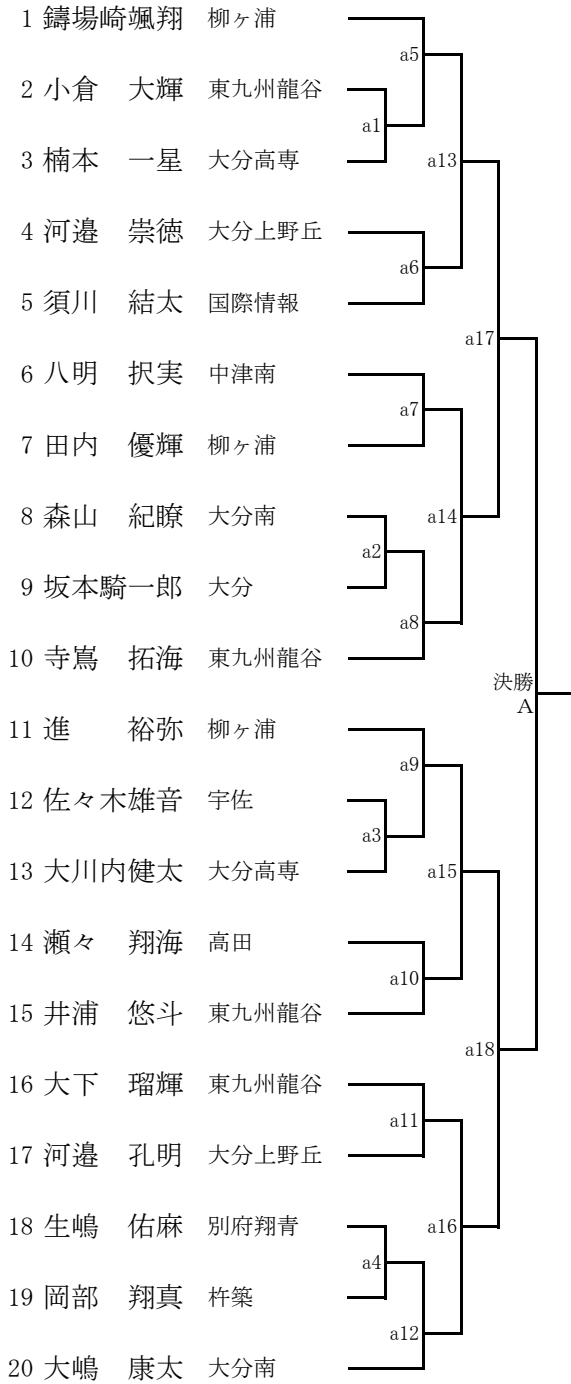 1 鑄場崎颯翔 柳ヶ浦
a5
2 小倉 大輝 東九州龍谷
a1
3 楠本 一星 大分高専
a13
4 河邉 崇徳 大分上野丘
a6
5 須川 結太 国際情報
a17
6 八明 択実 中津南
a7
7 田内 優輝 柳ヶ浦
8 森山 紀瞭 大分南
a14
a2
9 坂本騎一郎 大分
a8
10 寺嶌 拓海 東九州龍谷
決勝
A
11 進 裕弥 柳ヶ浦
a9
12 佐々木雄音 宇佐
a3
13 大川内健太 大分高専
a15
14 瀬々 翔海 高田
a10
15 井浦 悠斗 東九州龍谷
a18
16 大下 瑠輝 東九州龍谷
a11
17 河邉 孔明 大分上野丘
18 生嶋 佑麻 別府翔青
a16
a4
19 岡部 翔真 杵築
a12
20 大嶋 康太 大分南